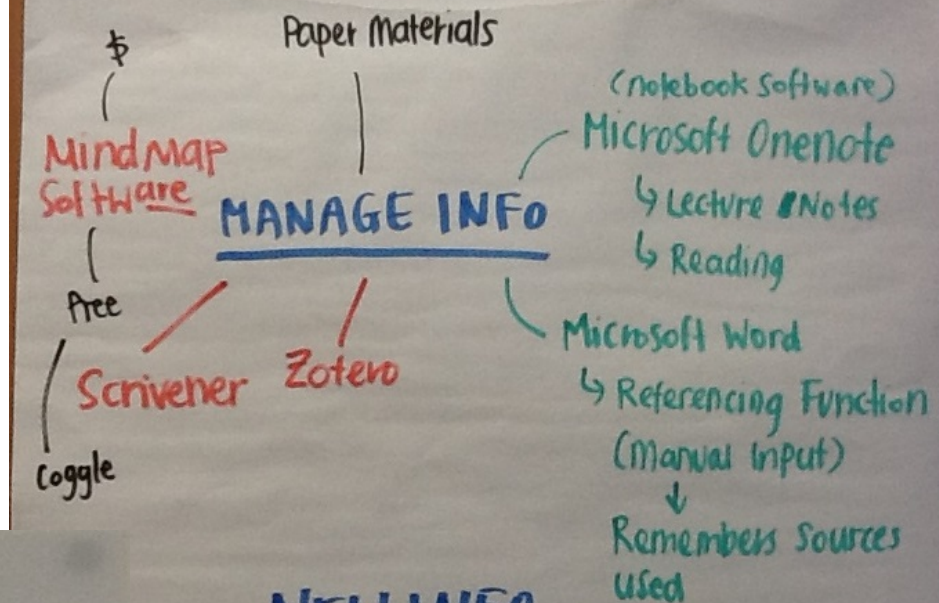 $
Paper Materials
(notebook software)
Microsoft Onenote
↳ Lecture Notes
↳ Reading
MindMap
Software
MANAGE INFO
Free
Scrivener
Zotero
Microsoft Word
↳ Referencing Function
(Manual Input)
↓
Remembers Sources
used
Coggle